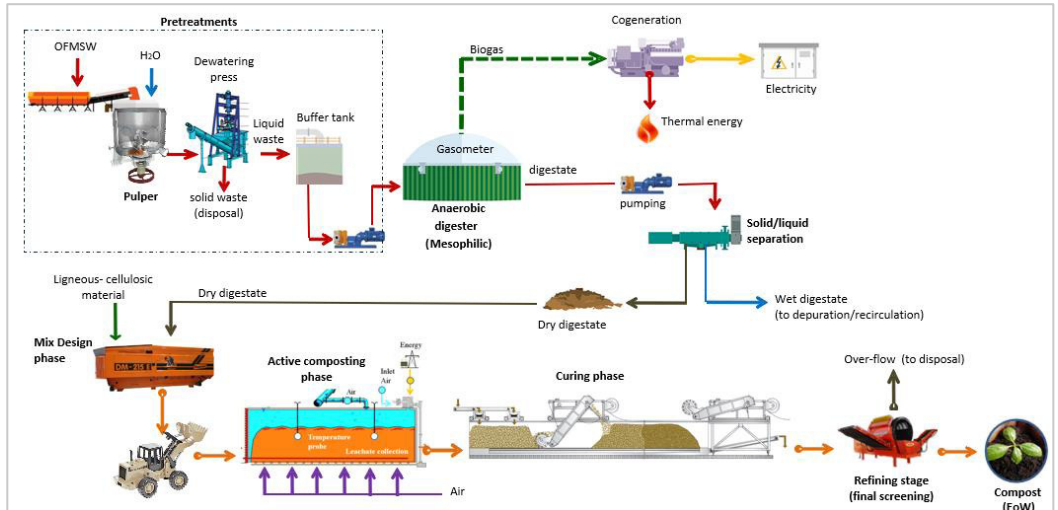 Pretreatments
OFMSW
H2O
Dewatering
press
Liquid
waste
Buffer tank
Pulper
solid waste
(disposal)
Biogas
Cogeneration
Electricity
Thermal energy
Gasometer
digestate
Anaerobic
digester
(Mesophilic)
pumping
Solid/liquid
separation
Ligneous- cellulosic
material
Dry digestate
Dry digestate
Wet digestate
(to depuration/recirculation)
Mix Design
phase
DM-215
Active composting
phase
Energy
Inlet
Air
Air
Temperature
probe
Leachate collection
Air
Curing phase
Over-flow (to disposal)
Refining stage
(final screening)
Compost
(EoW)